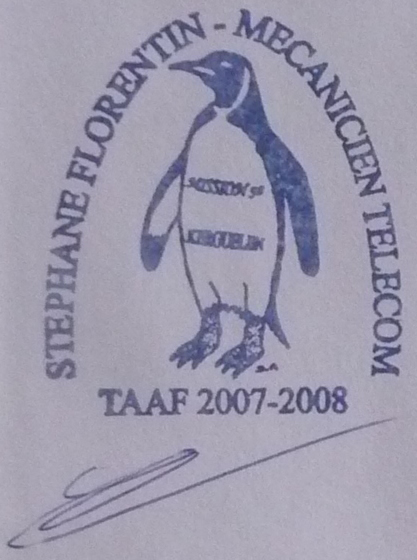 STEPHANE FLORENTIN - MECANICIEN TELECOM
MISSION 58
KERGUELEN
TAAF 2007-2008